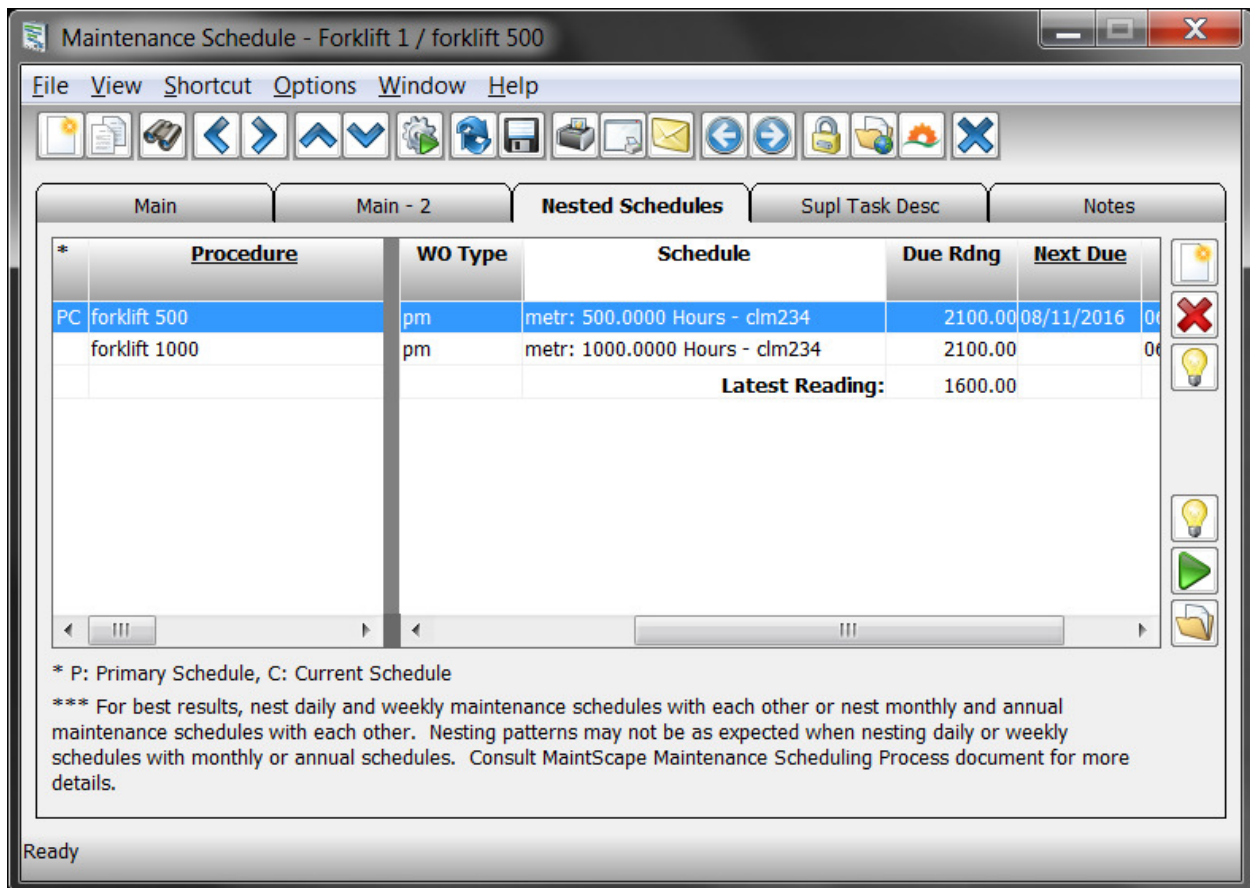 Maintenance Schedule - Forklift 1 / forklift 500
X
File View Shortcut Options Window Help
Main Main - 2 Nested Schedules Supl Task Desc Notes
* Procedure WO Type Schedule Due Rdng Next Due
PC forklift 500 pm metr: 500.0000 Hours - clm234 2100.00 08/11/2016
forklift 1000 pm metr: 1000.0000 Hours - clm234 2100.00
Latest Reading: 1600.00
* P: Primary Schedule, C: Current Schedule
*** For best results, nest daily and weekly maintenance schedules with each other or nest monthly and annual
maintenance schedules with each other. Nesting patterns may not be as expected when nesting daily or weekly
schedules with monthly or annual schedules. Consult MaintScape Maintenance Scheduling Process document for more
details.
Ready